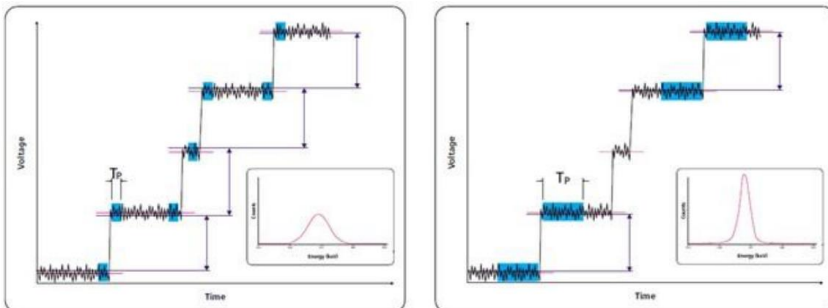 Voltage
Tp
Counts
Energy (keV)
Time
Voltage
Tp
Counts
Energy (keV)
Time